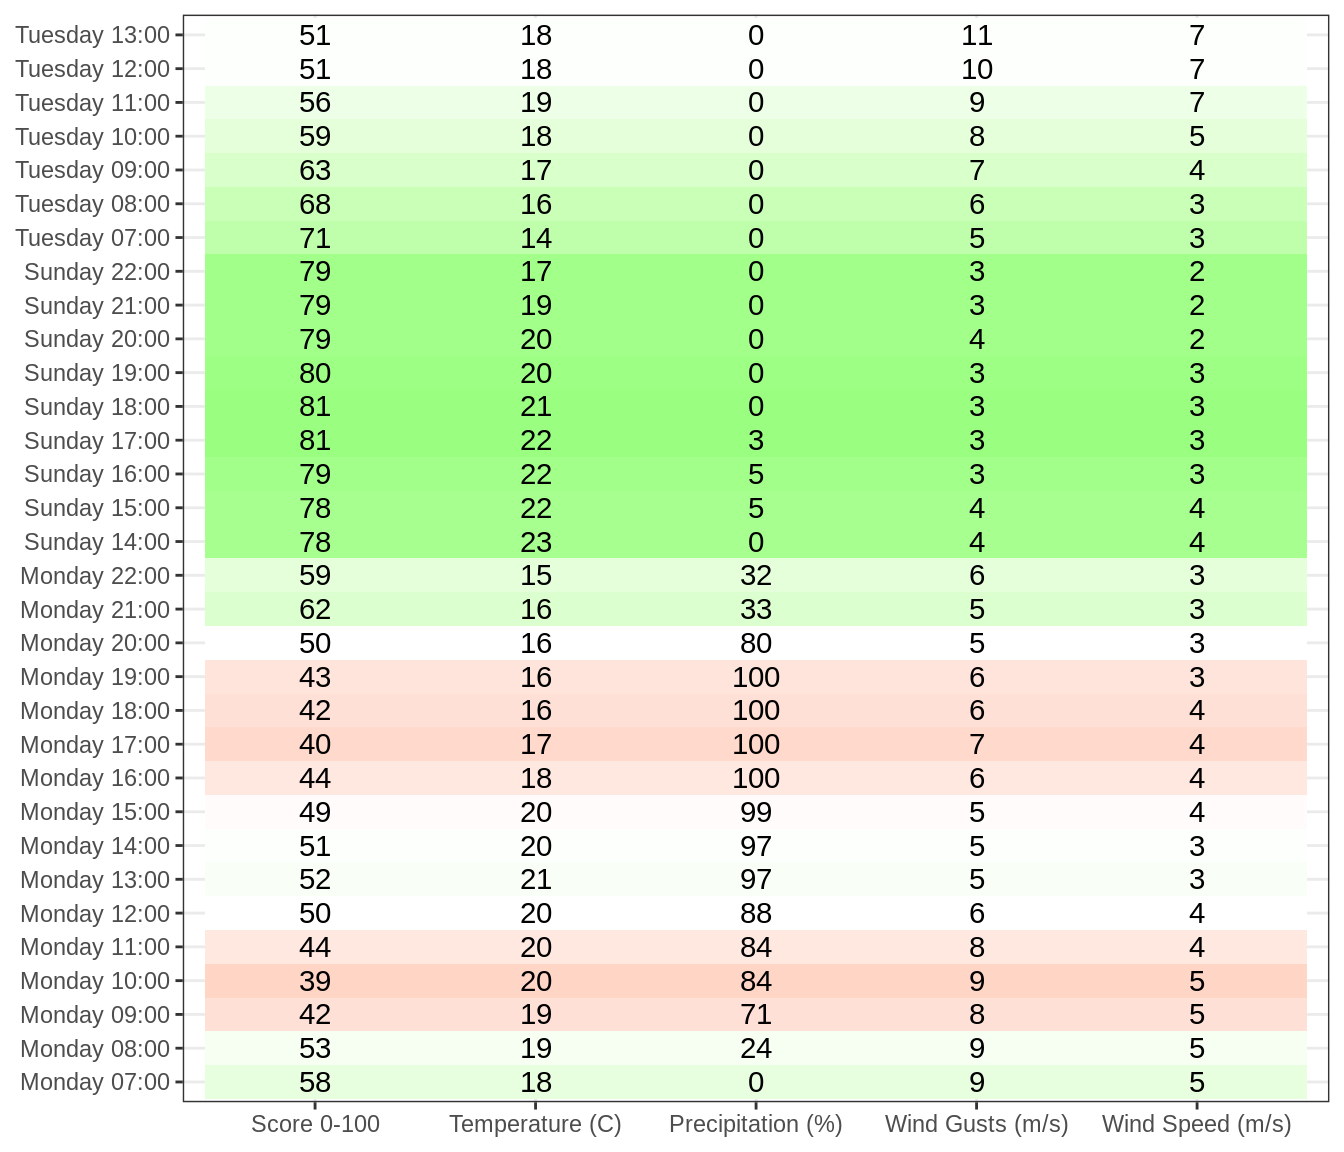 Tuesday 13:00 51 18 0 11 7
Tuesday 12:00 51 18 0 10 7
Tuesday 11:00 56 19 0 9 7
Tuesday 10:00 59 18 0 8 5
Tuesday 09:00 63 17 0 7 4
Tuesday 08:00 68 16 0 6 3
Tuesday 07:00 71 14 0 5 3
Sunday 22:00 79 17 0 3 2
Sunday 21:00 79 19 0 3 2
Sunday 20:00 79 20 0 4 2
Sunday 19:00 80 20 0 3 3
Sunday 18:00 81 21 0 3 3
Sunday 17:00 81 22 3 3 3
Sunday 16:00 79 22 5 3 3
Sunday 15:00 78 22 5 4 4
Sunday 14:00 78 23 0 4 4
Monday 22:00 59 15 32 6 3
Monday 21:00 62 16 33 5 3
Monday 20:00 50 16 80 5 3
Monday 19:00 43 16 100 6 3
Monday 18:00 42 16 100 6 4
Monday 17:00 40 17 100 7 4
Monday 16:00 44 18 100 6 4
Monday 15:00 49 20 99 5 4
Monday 14:00 51 20 97 5 3
Monday 13:00 52 21 97 5 3
Monday 12:00 50 20 88 6 4
Monday 11:00 44 20 84 8 4
Monday 10:00 39 20 84 9 5
Monday 09:00 42 19 71 8 5
Monday 08:00 53 19 24 9 5
Monday 07:00 58 18 0 9 5
Score 0-100 Temperature (C) Precipitation (%) Wind Gusts (m/s) Wind Speed (m/s)